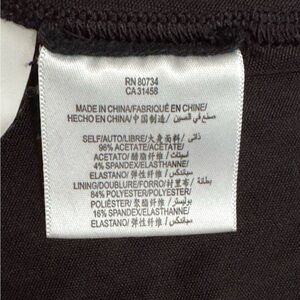 RN 80734
CA 31458
MADE IN CHINA/FABRIQUÉ EN CHINE/
HECHO EN CHINA/中国制造/ صنع في الصين
SELF/AUTO/LIBRE/大身面料/ ذاتي
96% ACETATE/ACETATE/
ACETATO/醋酯纤维/ أسيتات
4% SPANDEX/ELASTHANNE/
ELASTANO/弹性纤维/ سباندكس
LINING/DOUBLURE/FORRO/衬里布/ بطانة
84% POLYESTER/POLYESTER/
POLIÉSTER/聚酯纤维/ بوليستر
16% SPANDEX/ELASTHANNE/
ELASTANO/弹性纤维/ سباندكس